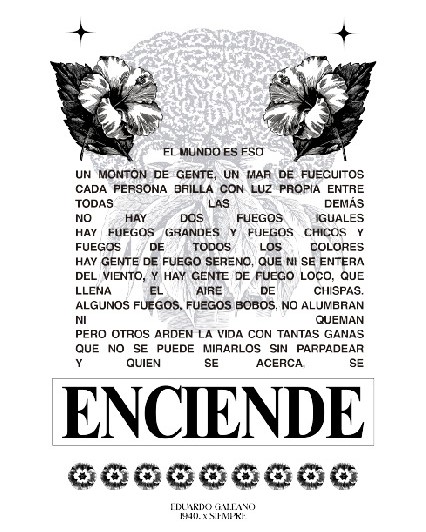 EL MUNDO ES ESO
UN MONTÓN DE GENTE, UN MAR DE FUEGUITOS
CADA PERSONA BRILLA CON LUZ PROPIA ENTRE
TODAS LAS DEMÁS
NO HAY DOS FUEGOS IGUALES
HAY FUEGOS GRANDES Y FUEGOS CHICOS Y
FUEGOS DE TODOS LOS COLORES
HAY GENTE DE FUEGO SERENO, QUE NI SE ENTERA
DEL VIENTO, Y HAY GENTE DE FUEGO LOCO, QUE
LLENA EL AIRE DE CHISPAS.
ALGUNOS FUEGOS, FUEGOS BOBOS, NO ALUMBRAN
NI QUEMAN
PERO OTROS ARDEN LA VIDA CON TANTAS GANAS
QUE NO SE PUEDE MIRARLOS SIN PARPADEAR
Y QUIEN SE ACERCA, SE
ENCIENDE
EDUARDO GALEANO
1940. x SIEMPRE